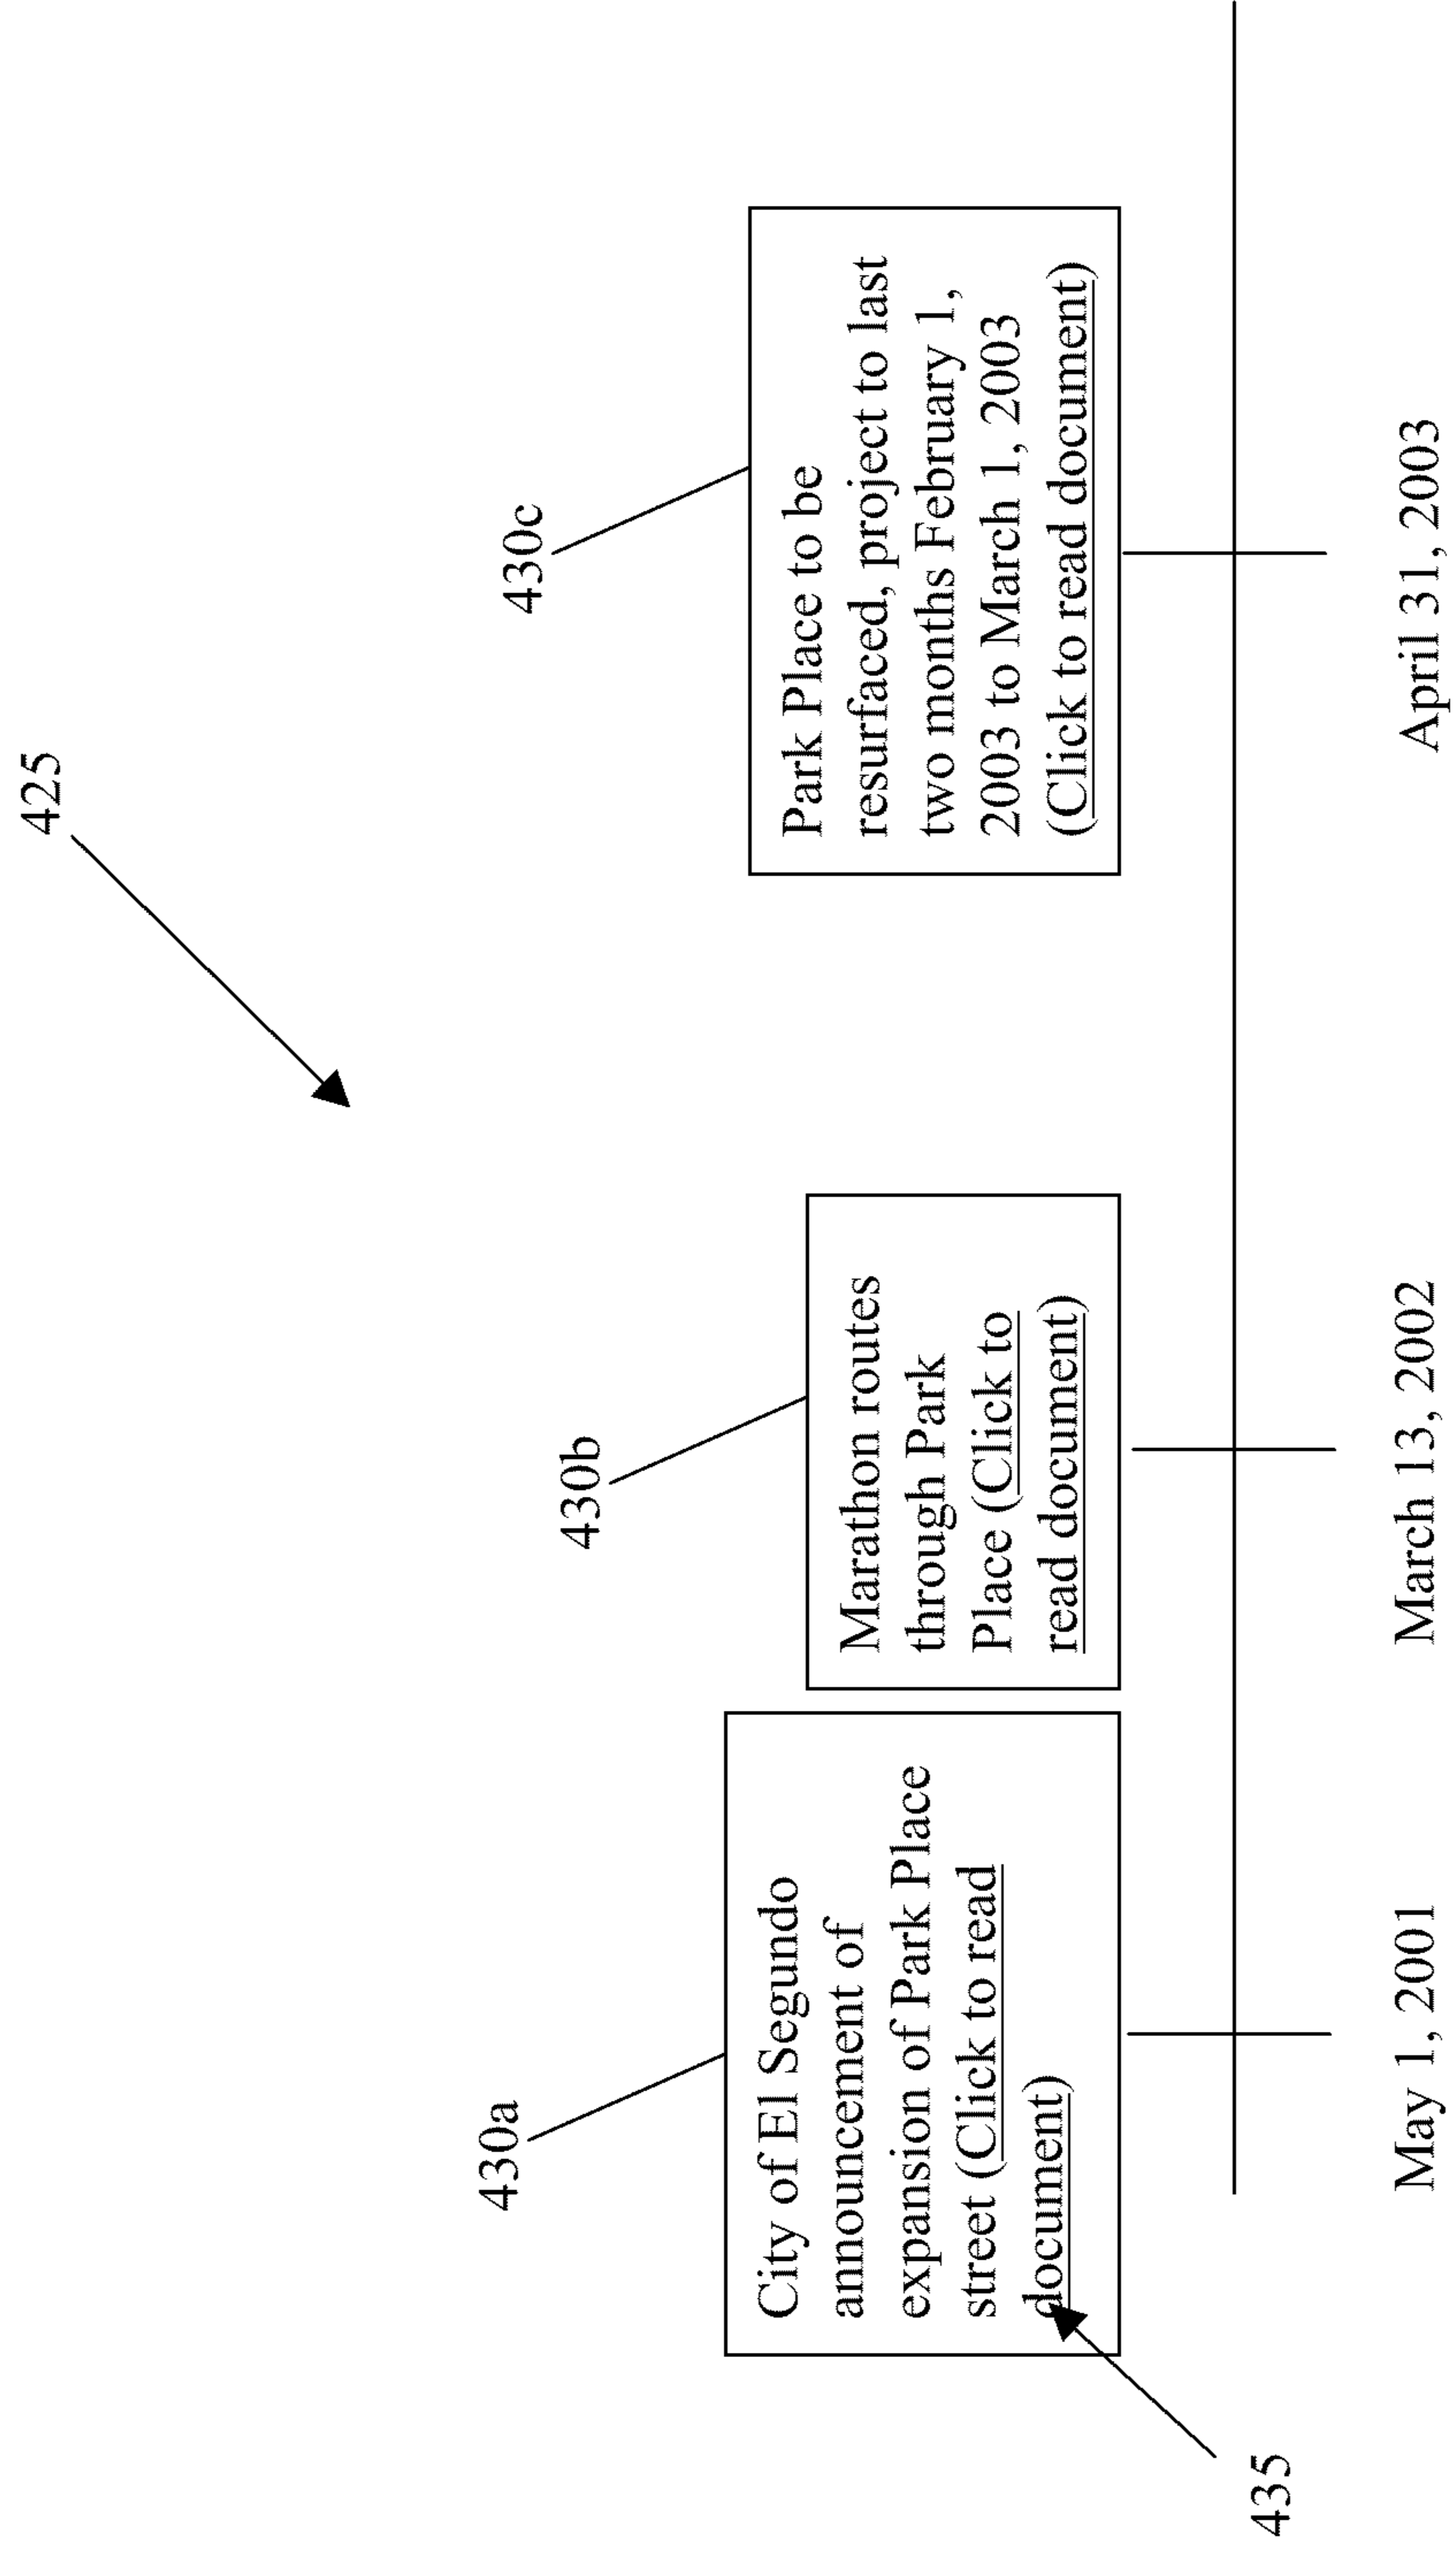 425
430a
City of El Segundo
announcement of
expansion of Park Place
street (Click to read
document)
435
430b
Marathon routes
through Park
Place (Click to
read document)
430c
Park Place to be
resurfaced, project to last
two months February 1,
2003 to March 1, 2003
(Click to read document)
May 1, 2001
March 13, 2002
April 31, 2003